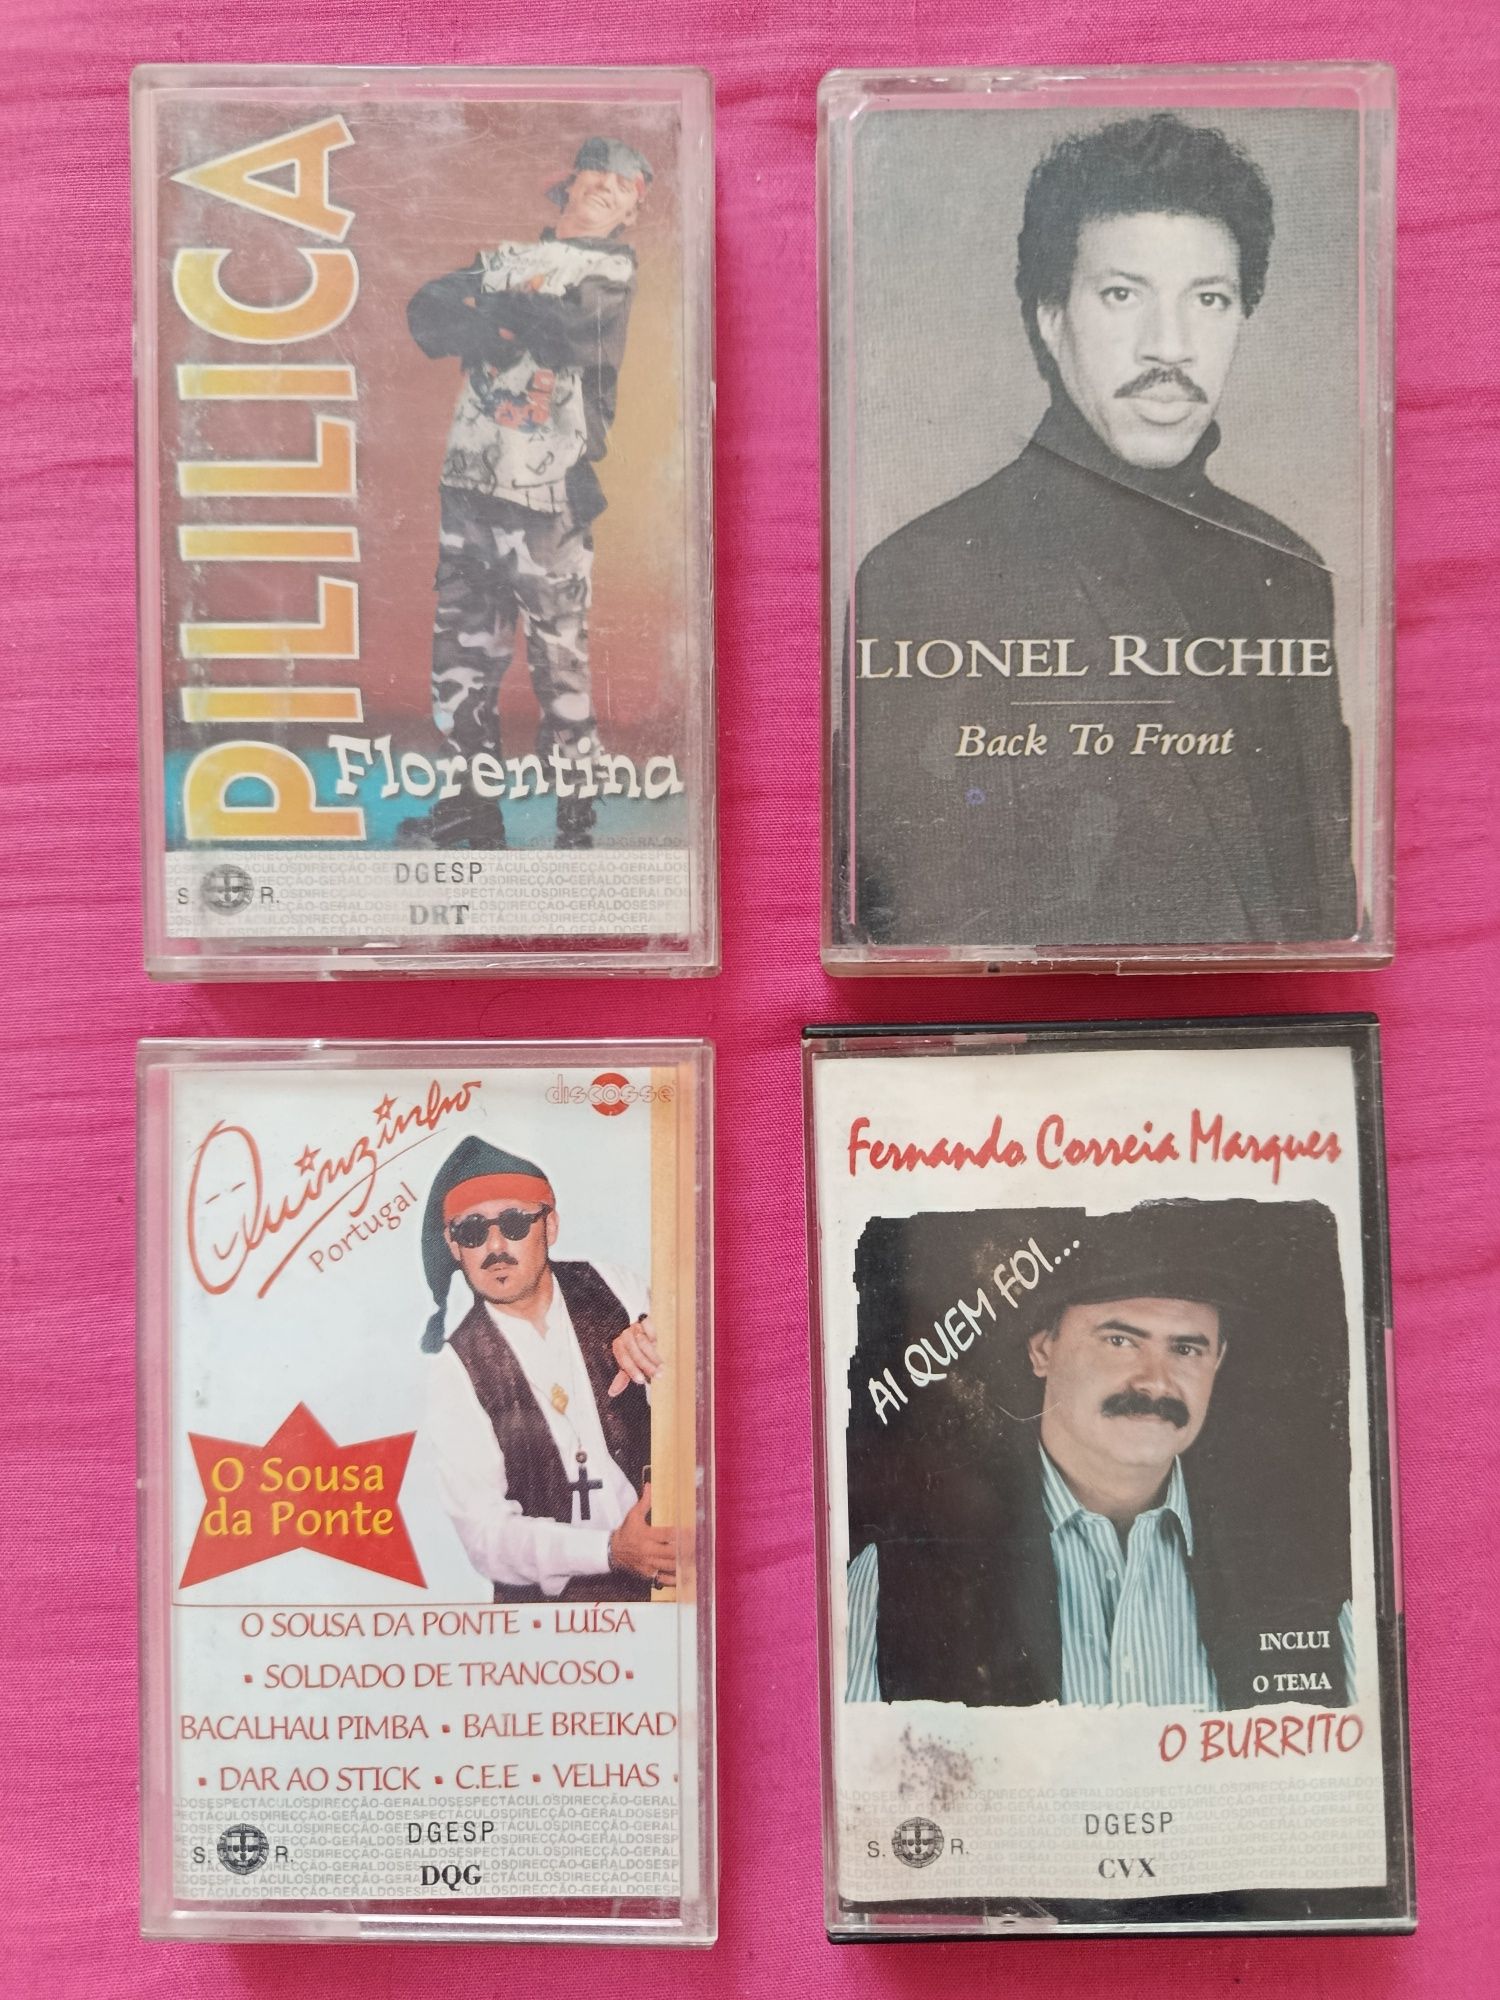 PILILICA
Florentina
DGESP
S. R.
DRT
LIONEL RICHIE
Back To Front
Quinzinho
Portugal
discossete
O Sousa
da Ponte
O SOUSA DA PONTE • LUÍSA
• SOLDADO DE TRANCOSO •
BACALHAU PIMBA • BAILE BREIKAD
• DAR AO STICK • C.E.E • VELHAS •
DGESP
S. R.
DQG
Fernando Correia Marques
AI QUEM FOI...
INCLUI
O TEMA
O BURRITO
DGESP
S. R.
CVX